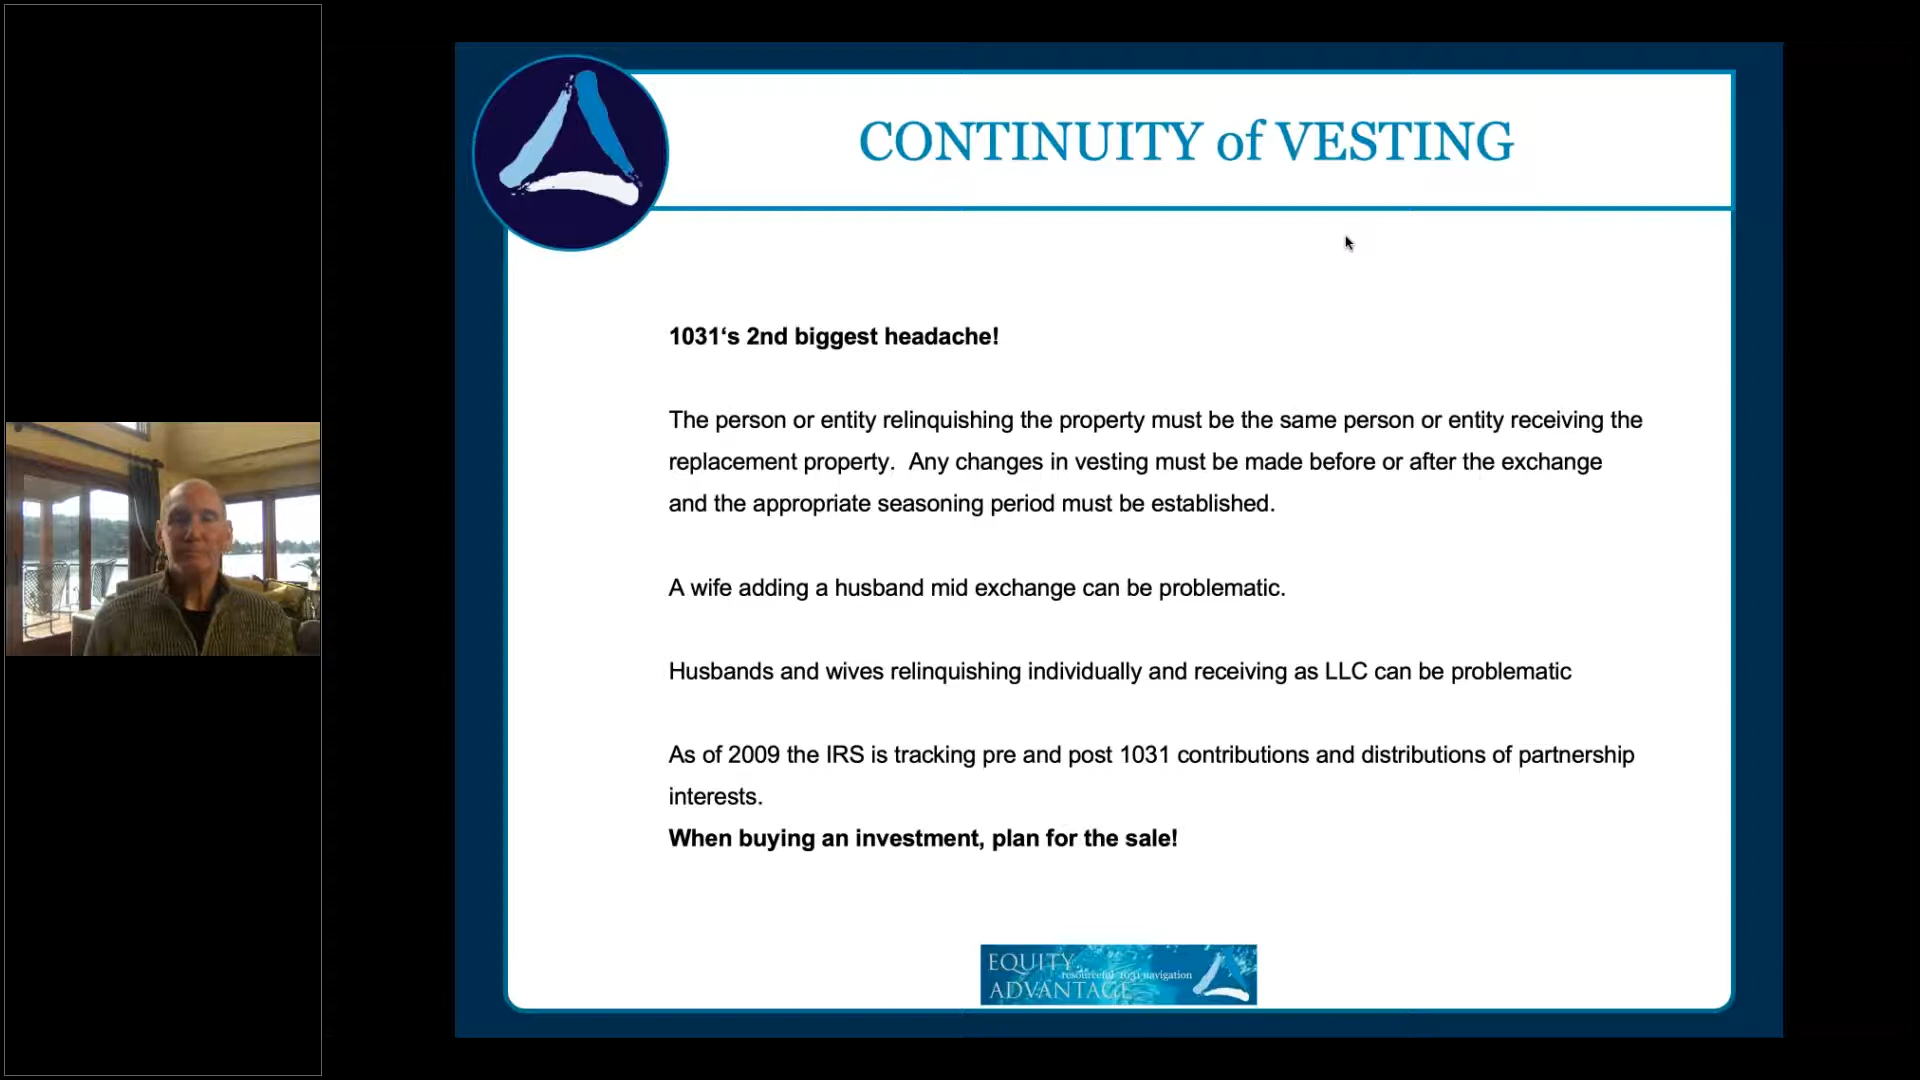 CONTINUITY of VESTING
1031‘s 2nd biggest headache!
The person or entity relinquishing the property must be the same person or entity receiving the
replacement property.  Any changes in vesting must be made before or after the exchange
and the appropriate seasoning period must be established.
A wife adding a husband mid exchange can be problematic.
Husbands and wives relinquishing individually and receiving as LLC can be problematic
As of 2009 the IRS is tracking pre and post 1031 contributions and distributions of partnership
interests.
When buying an investment, plan for the sale!
EQUITY
resourceful 1031 navigation
ADVANTAGE